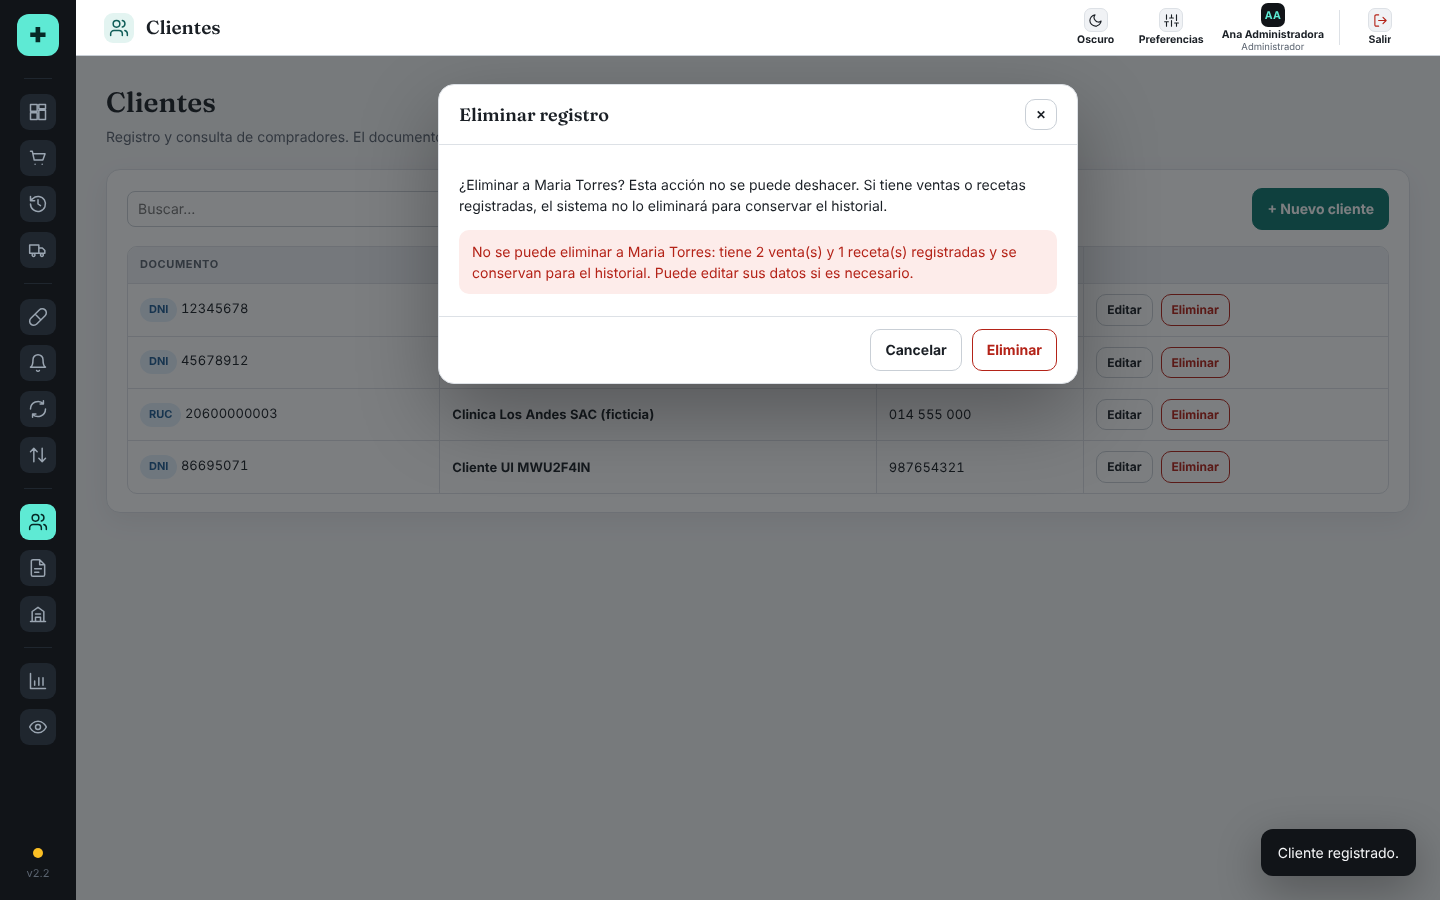 Clientes
Oscuro
Preferencias
AA
Ana Administradora
Administrador
Salir
Clientes
Registro y consulta de compradores. El document
Eliminar registro
×
¿Eliminar a Maria Torres? Esta acción no se puede deshacer. Si tiene ventas o recetas
registradas, el sistema no lo eliminará para conservar el historial.
No se puede eliminar a Maria Torres: tiene 2 venta(s) y 1 receta(s) registradas y se
conservan para el historial. Puede editar sus datos si es necesario.
Cancelar
Eliminar
Buscar...
+ Nuevo cliente
DOCUMENTO
DNI 12345678
Editar
Eliminar
DNI 45678912
Editar
Eliminar
RUC 20600000003
Clinica Los Andes SAC (ficticia)
014 555 000
Editar
Eliminar
DNI 86695071
Cliente UI MWU2F4IN
987654321
Editar
Eliminar
v2.2
Cliente registrado.